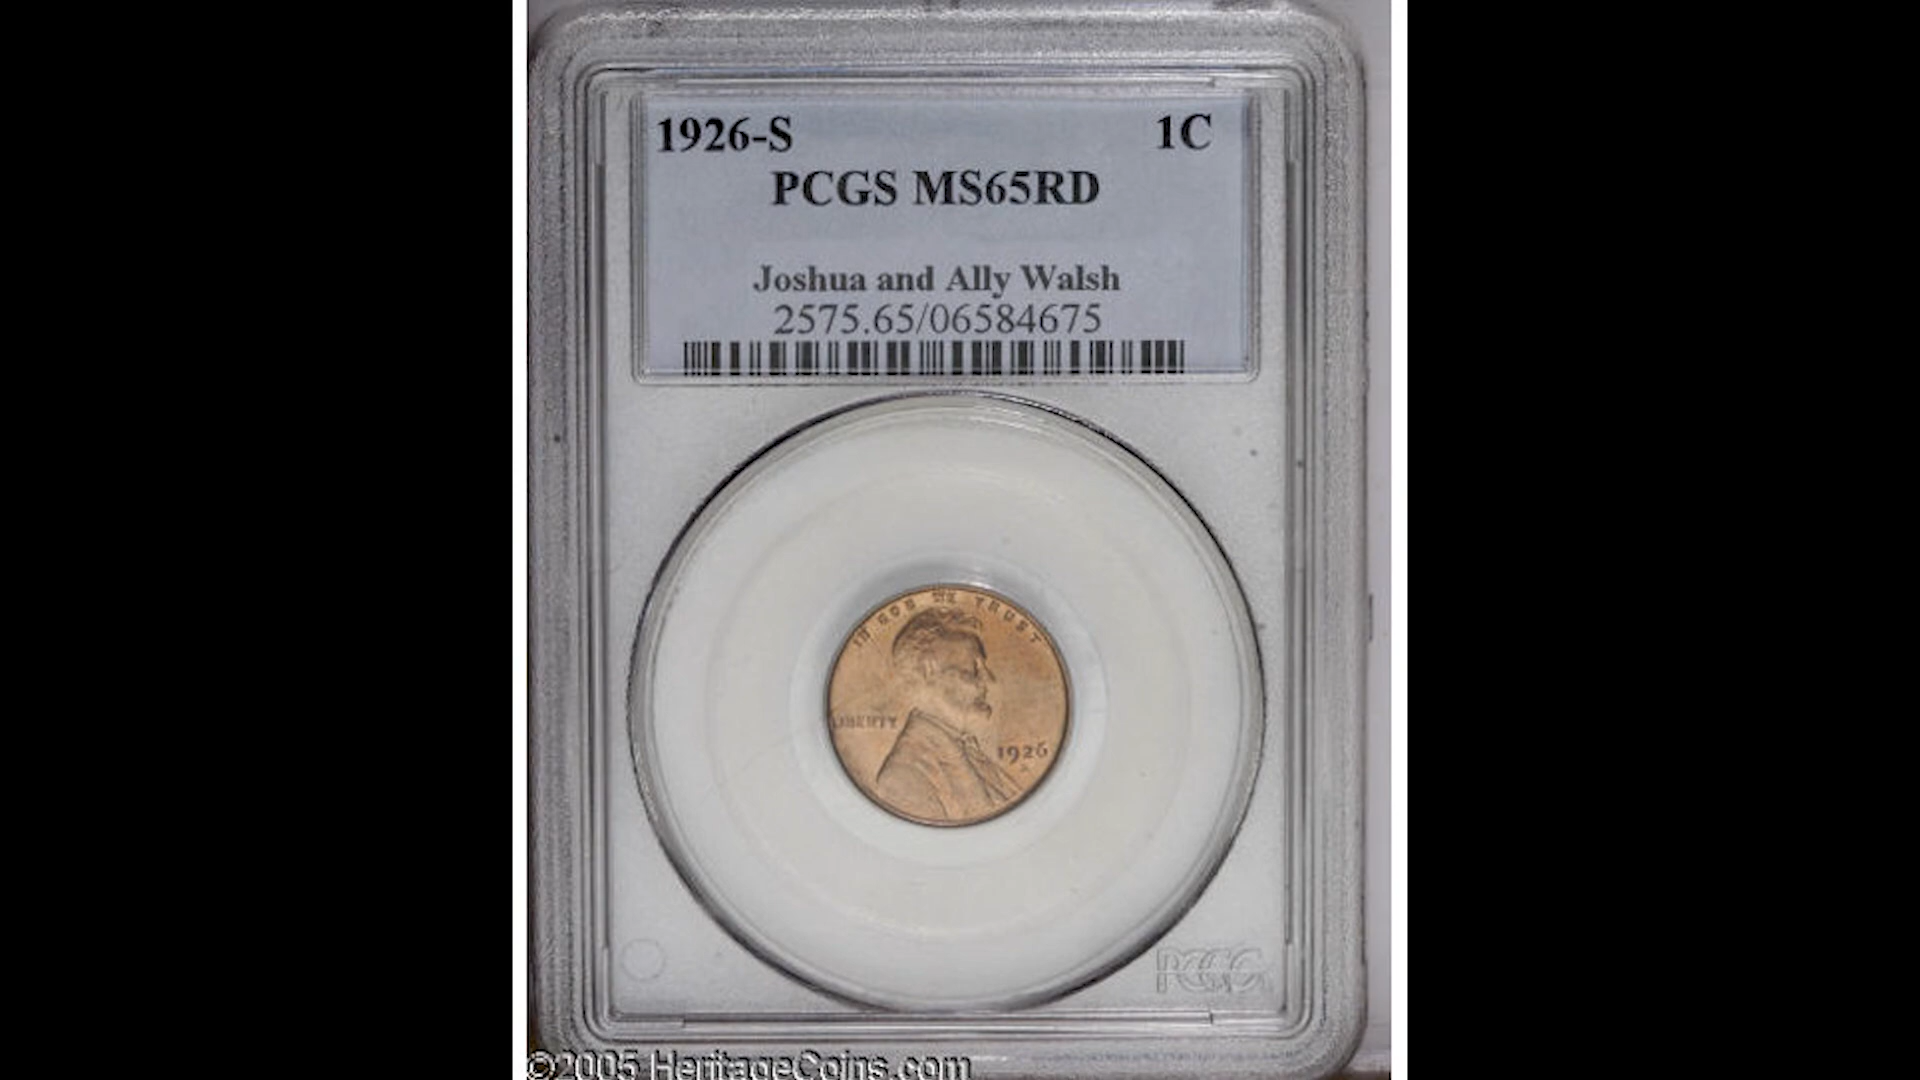 1926-S 1C
PCGS MS65RD
Joshua and Ally Walsh
2575.65/06584675
IN GOD WE TRUST
LIBERTY
1926
S
PCGS
©2005 HeritageCoins.com